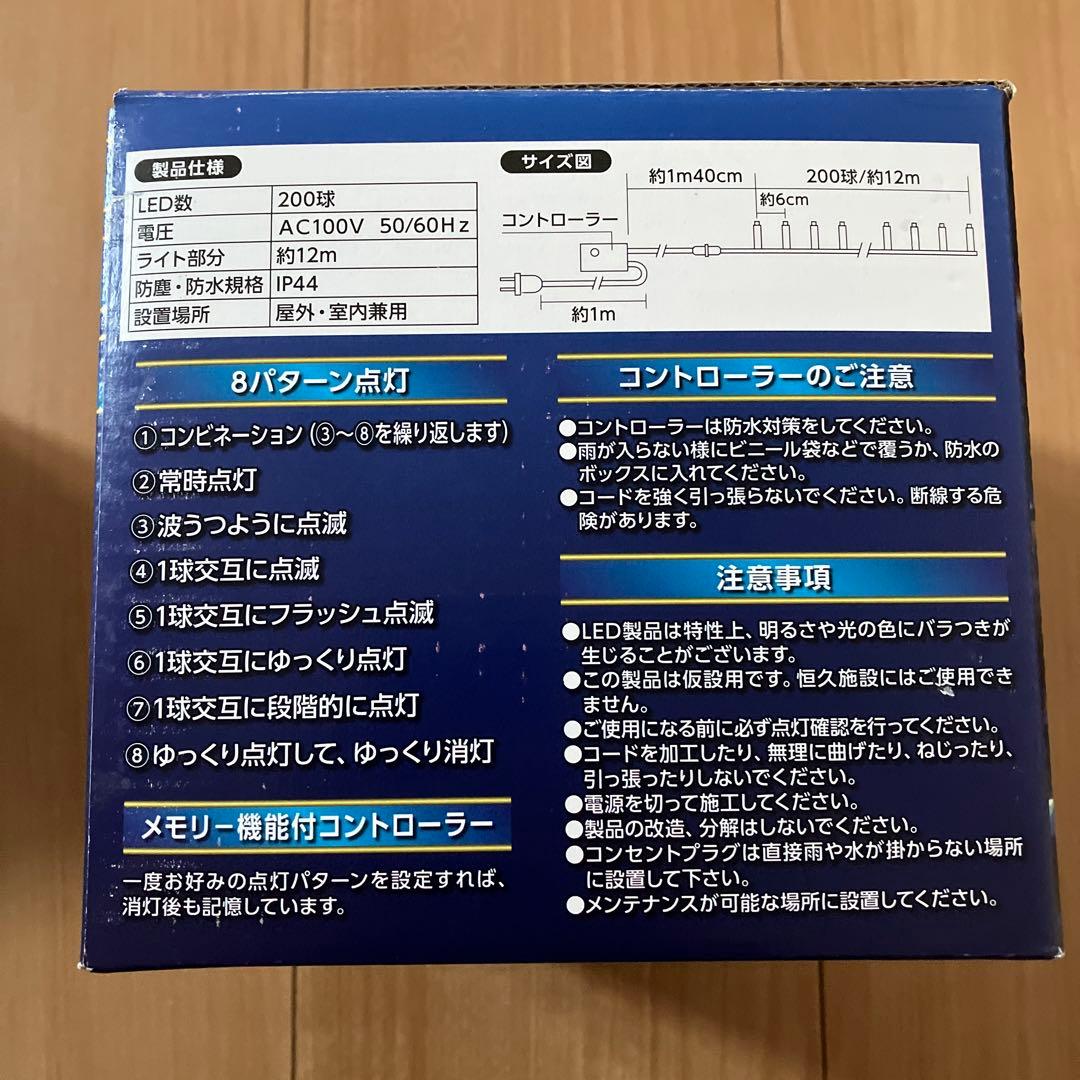 製品仕様
LED数 200球
電圧 AC100V 50/60Hz
ライト部分 約12m
防塵・防水規格 IP44
設置場所 屋外・室内兼用
サイズ図
約1m40cm 200球/約12m
約6cm
コントローラー
約1m
8パターン点灯
①コンビネーション(③～⑧を繰り返します)
②常時点灯
③波うつように点滅
④1球交互に点滅
⑤1球交互にフラッシュ点滅
⑥1球交互にゆっくり点灯
⑦1球交互に段階的に点灯
⑧ゆっくり点灯して、ゆっくり消灯
メモリー機能付コントローラー
一度お好みの点灯パターンを設定すれば、
消灯後も記憶しています。
コントローラーのご注意
●コントローラーは防水対策をしてください。
●雨が入らない様にビニール袋などで覆うか、防水の
ボックスに入れてください。
●コードを強く引っ張らないでください。断線する危
険があります。
注意事項
●LED製品は特性上、明るさや光の色にバラつきが
生じることがございます。
●この製品は仮設用です。恒久施設にはご使用でき
ません。
●ご使用になる前に必ず点灯確認を行ってください。
●コードを加工したり、無理に曲げたり、ねじったり、
引っ張ったりしないでください。
●電源を切って施工してください。
●製品の改造、分解はしないでください。
●コンセントプラグは直接雨や水が掛からない場所
に設置して下さい。
●メンテナンスが可能な場所に設置してください。